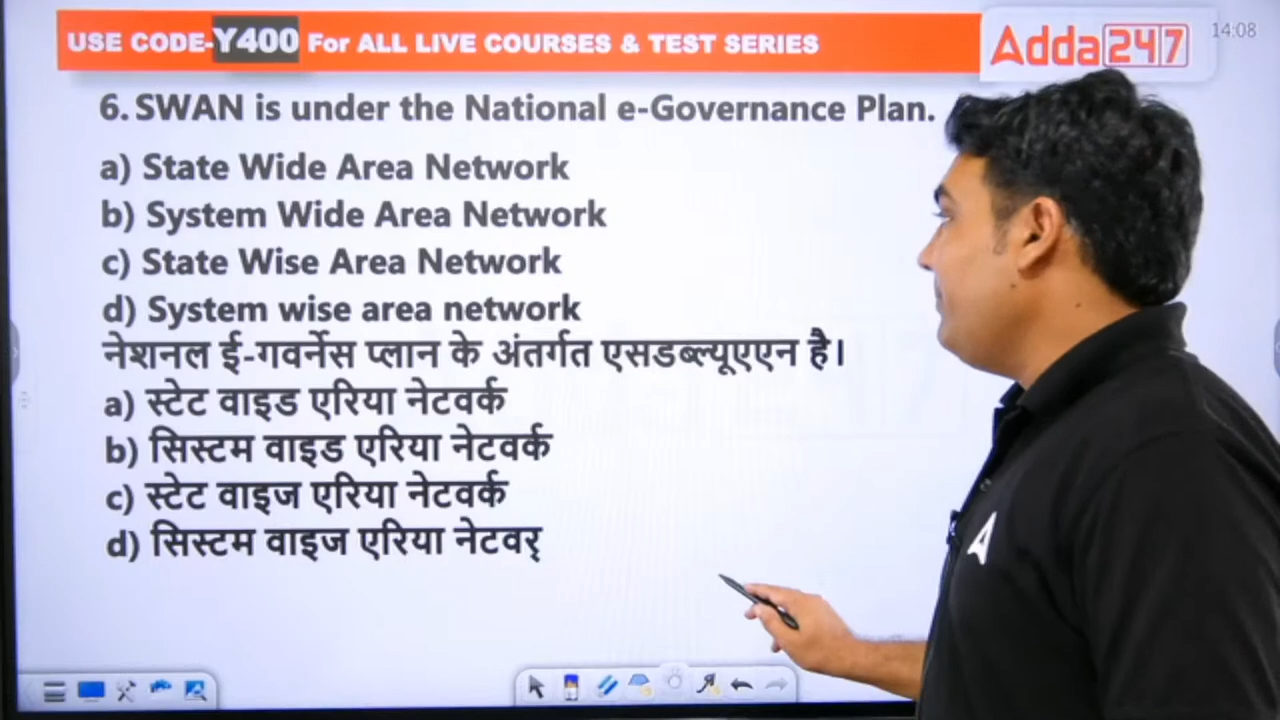 USE CODE-Y400 For ALL LIVE COURSES & TEST SERIES
Adda247
14:08
6. SWAN is under the National e-Governance Plan.
a) State Wide Area Network
b) System Wide Area Network
c) State Wise Area Network
d) System wise area network
नेशनल ई-गवर्नेस प्लान के अंतर्गत एसडब्ल्यूएएन है।
a) स्टेट वाइड एरिया नेटवर्क
b) सिस्टम वाइड एरिया नेटवर्क
c) स्टेट वाइज एरिया नेटवर्क
d) सिस्टम वाइज एरिया नेटवर्